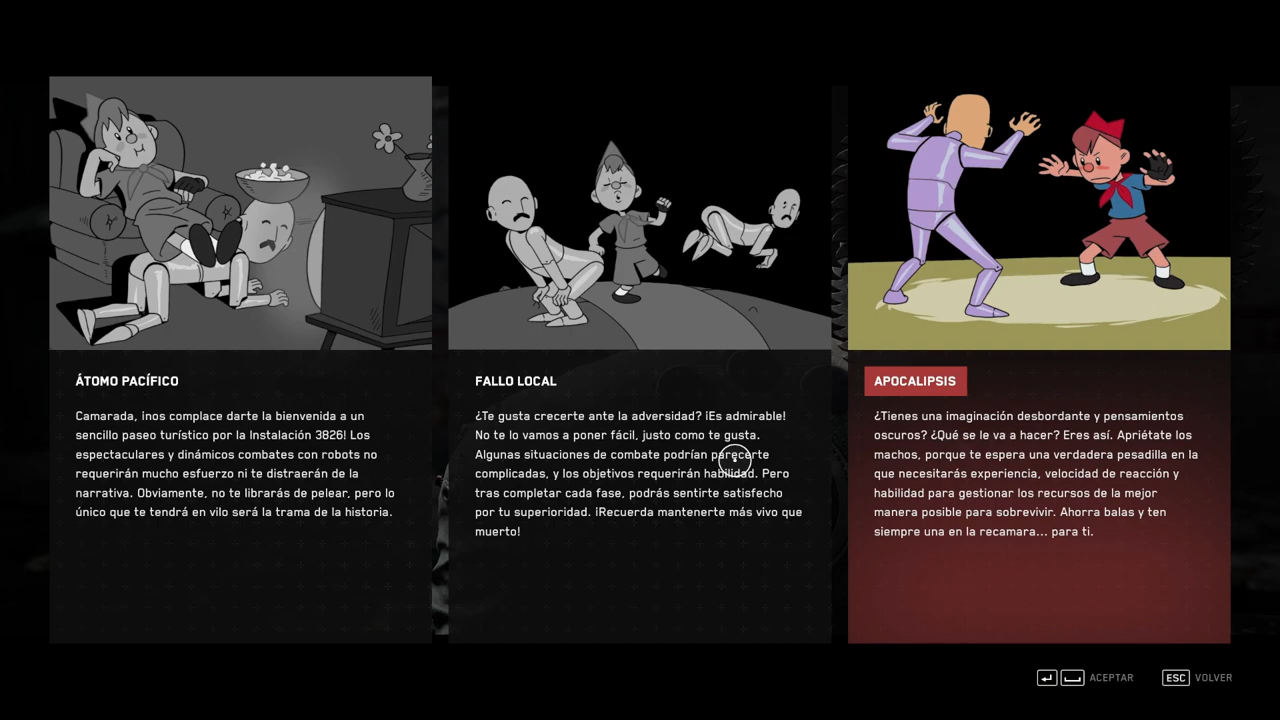 ÁTOMO PACÍFICO
Camarada, ¡nos complace darte la bienvenida a un
sencillo paseo turístico por la Instalación 3826! Los
espectaculares y dinámicos combates con robots no
requerirán mucho esfuerzo ni te distraerán de la
narrativa. Obviamente, no te librarás de pelear, pero lo
único que te tendrá en vilo será la trama de la historia.
FALLO LOCAL
¿Te gusta crecerte ante la adversidad? ¡Es admirable!
No te lo vamos a poner fácil, justo como te gusta.
Algunas situaciones de combate podrían parecerte
complicadas, y los objetivos requerirán habilidad. Pero
tras completar cada fase, podrás sentirte satisfecho
por tu superioridad. ¡Recuerda mantenerte más vivo que
muerto!
APOCALIPSIS
¿Tienes una imaginación desbordante y pensamientos
oscuros? ¿Qué se le va a hacer? Eres así. Apriétate los
machos, porque te espera una verdadera pesadilla en la
que necesitarás experiencia, velocidad de reacción y
habilidad para gestionar los recursos de la mejor
manera posible para sobrevivir. Ahorra balas y ten
siempre una en la recamara... para ti.
ACEPTAR
ESC VOLVER